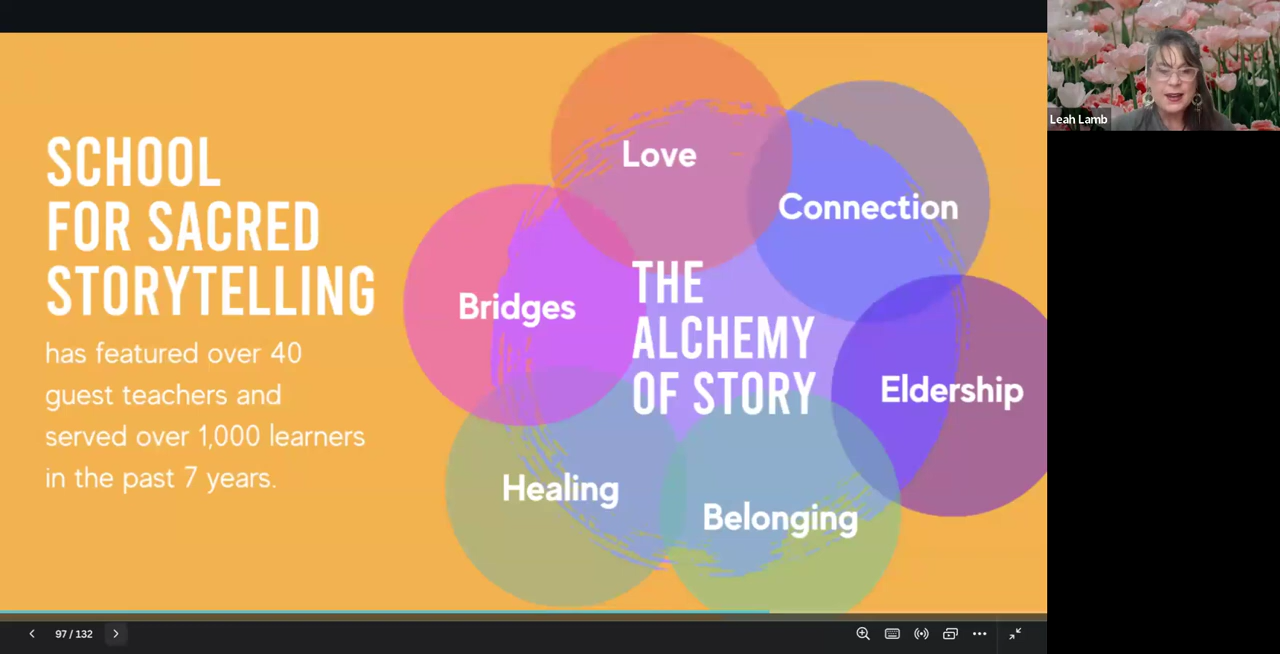 SCHOOL
FOR SACRED
STORYTELLING
has featured over 40
guest teachers and
served over 1,000 learners
in the past 7 years.
Love
Connection
Bridges
THE
ALCHEMY
OF STORY
Eldership
Healing
Belonging
Leah Lamb
97 / 132